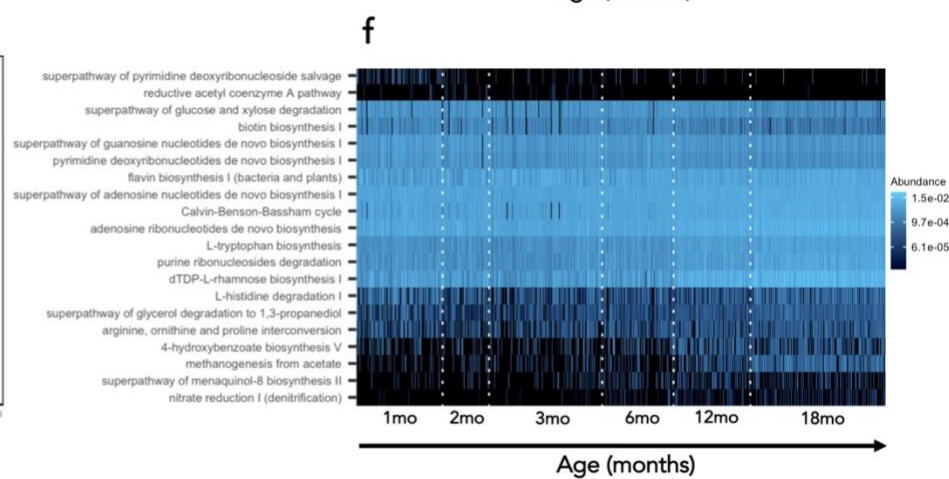 f
superpathway of pyrimidine deoxyribonucleoside salvage
reductive acetyl coenzyme A pathway
superpathway of glucose and xylose degradation
biotin biosynthesis I
superpathway of guanosine nucleotides de novo biosynthesis I
pyrimidine deoxyribonucleotides de novo biosynthesis I
flavin biosynthesis I (bacteria and plants)
superpathway of adenosine nucleotides de novo biosynthesis I
Calvin-Benson-Bassham cycle
adenosine ribonucleotides de novo biosynthesis
L-tryptophan biosynthesis
purine ribonucleosides degradation
dTDP-L-rhamnose biosynthesis I
L-histidine degradation I
superpathway of glycerol degradation to 1,3-propanediol
arginine, ornithine and proline interconversion
4-hydroxybenzoate biosynthesis V
methanogenesis from acetate
superpathway of menaquinol-8 biosynthesis II
nitrate reduction I (denitrification)
Abundance
1.5e-02
9.7e-04
6.1e-05
1mo 2mo 3mo 6mo 12mo 18mo
Age (months)